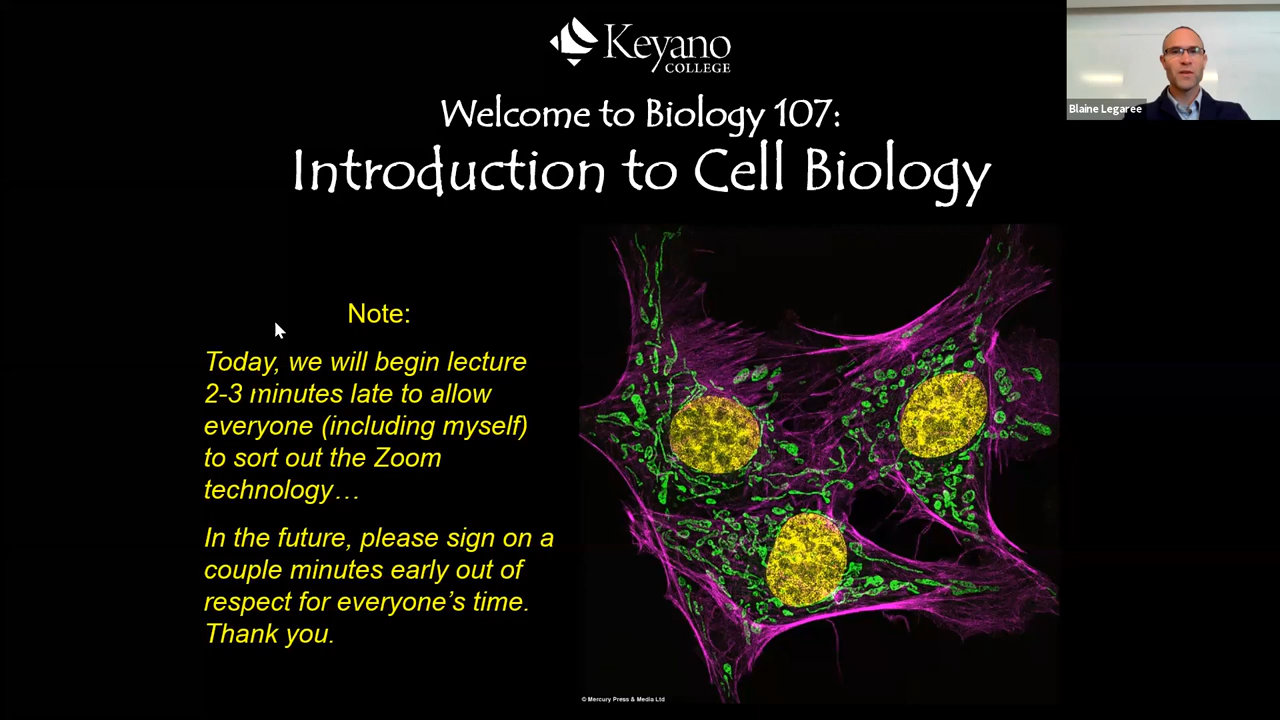 Keyano
COLLEGE
Blaine Legaree
Welcome to Biology 107:
Introduction to Cell Biology
Note:
Today, we will begin lecture
2-3 minutes late to allow
everyone (including myself)
to sort out the Zoom
technology…
In the future, please sign on a
couple minutes early out of
respect for everyone’s time.
Thank you.
© Mercury Press & Media Ltd